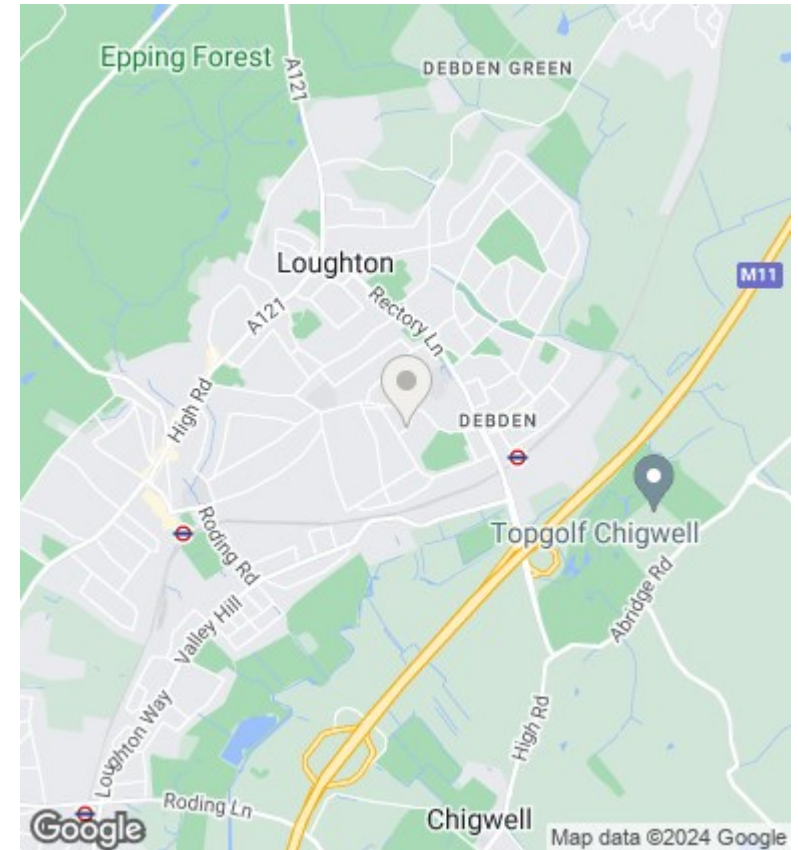 Epping Forest
A121
DEBDEN GREEN
Loughton
M11
Rectory Ln
A121
High Rd
DEBDEN
Roding Rd
Topgolf Chigwell
Abridge Rd
Valley Hill
Loughton Way
High Rd
Roding Ln
Chigwell
Google
Map data ©2024 Google